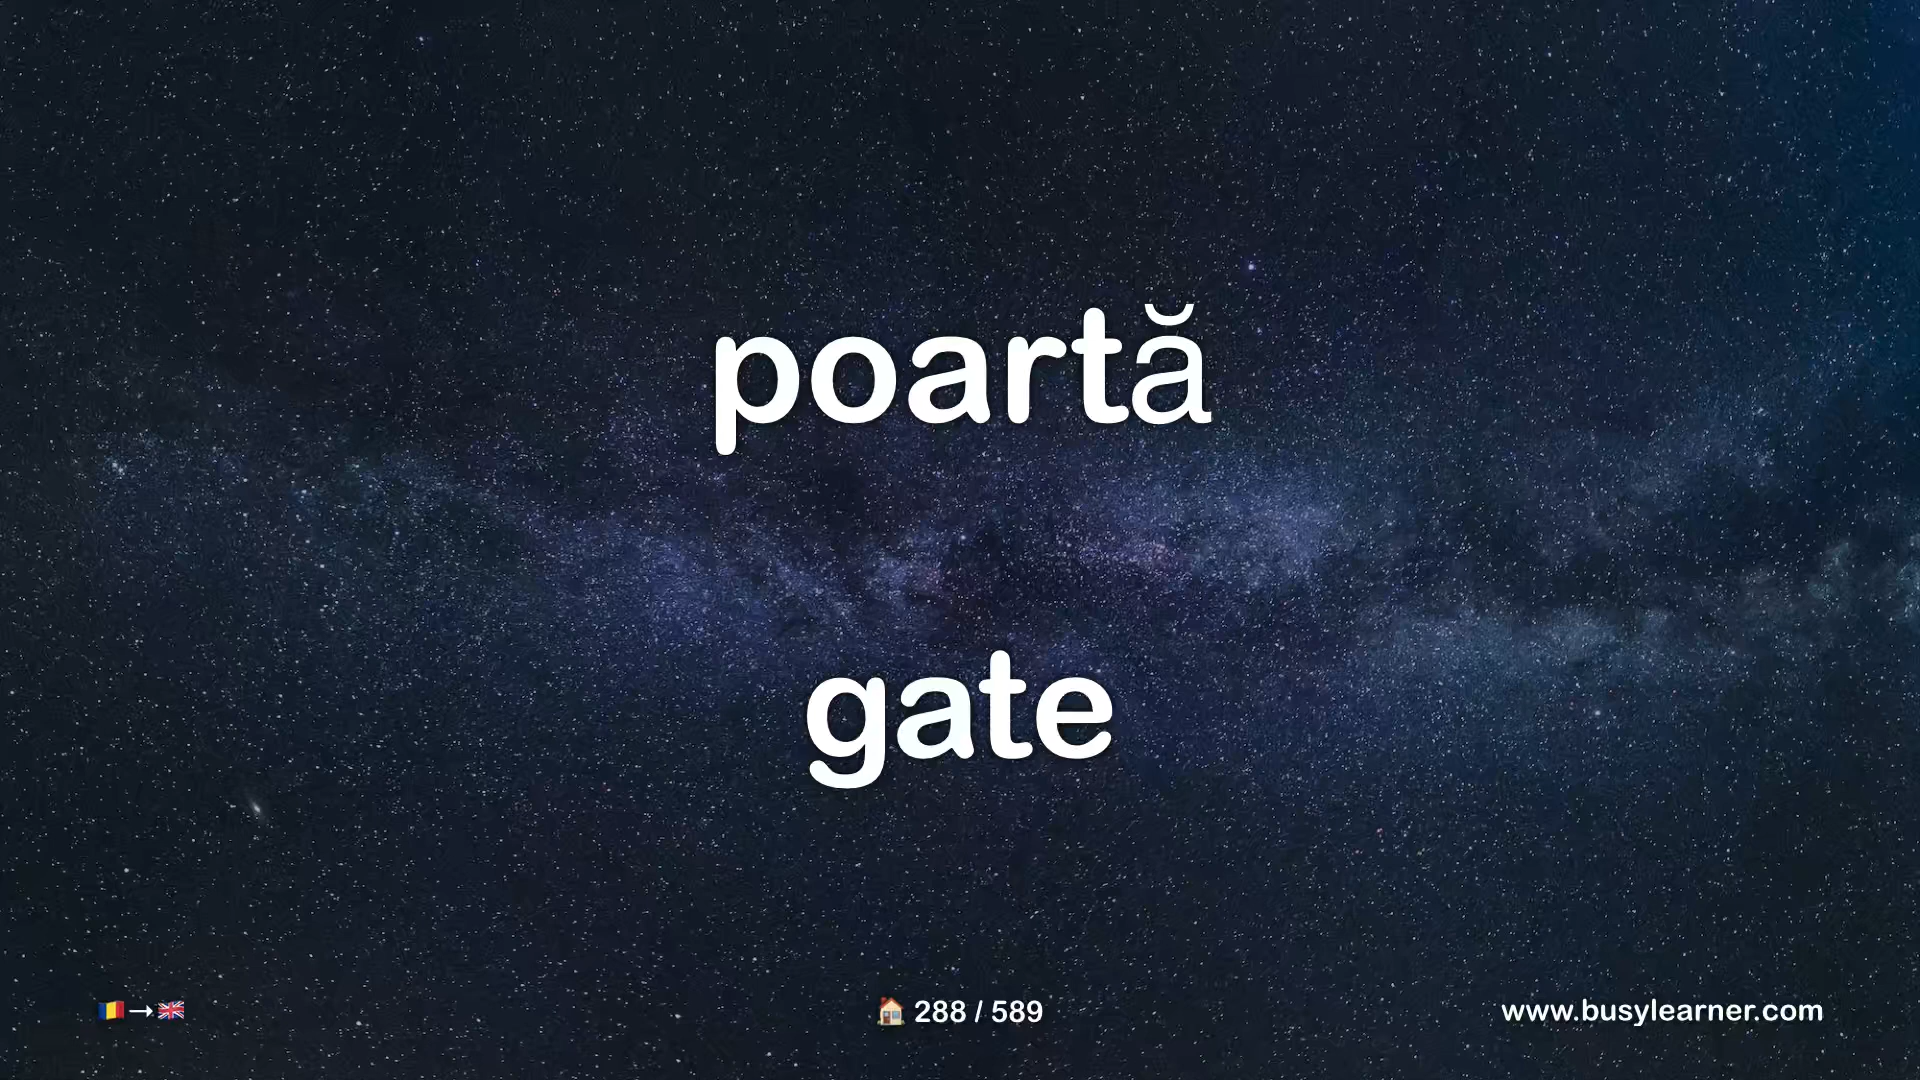 poartă
gate
🇷🇴→🇬🇧
🏠 288 / 589
www.busylearner.com